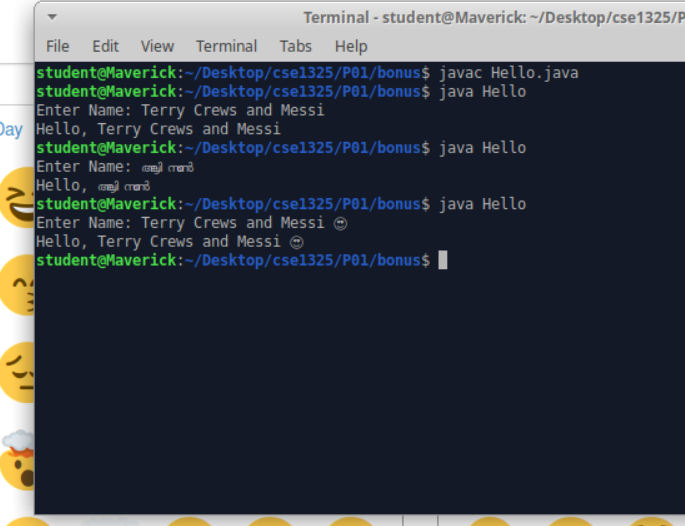 Terminal - student@Maverick: ~/Desktop/cse1325/P
File Edit View Terminal Tabs Help
student@Maverick:~/Desktop/cse1325/P01/bonus$ javac Hello.java
student@Maverick:~/Desktop/cse1325/P01/bonus$ java Hello
Enter Name: Terry Crews and Messi
Hello, Terry Crews and Messi
student@Maverick:~/Desktop/cse1325/P01/bonus$ java Hello
Enter Name:
Hello,
student@Maverick:~/Desktop/cse1325/P01/bonus$ java Hello
Enter Name: Terry Crews and Messi 😍
Hello, Terry Crews and Messi 😍
student@Maverick:~/Desktop/cse1325/P01/bonus$
Day